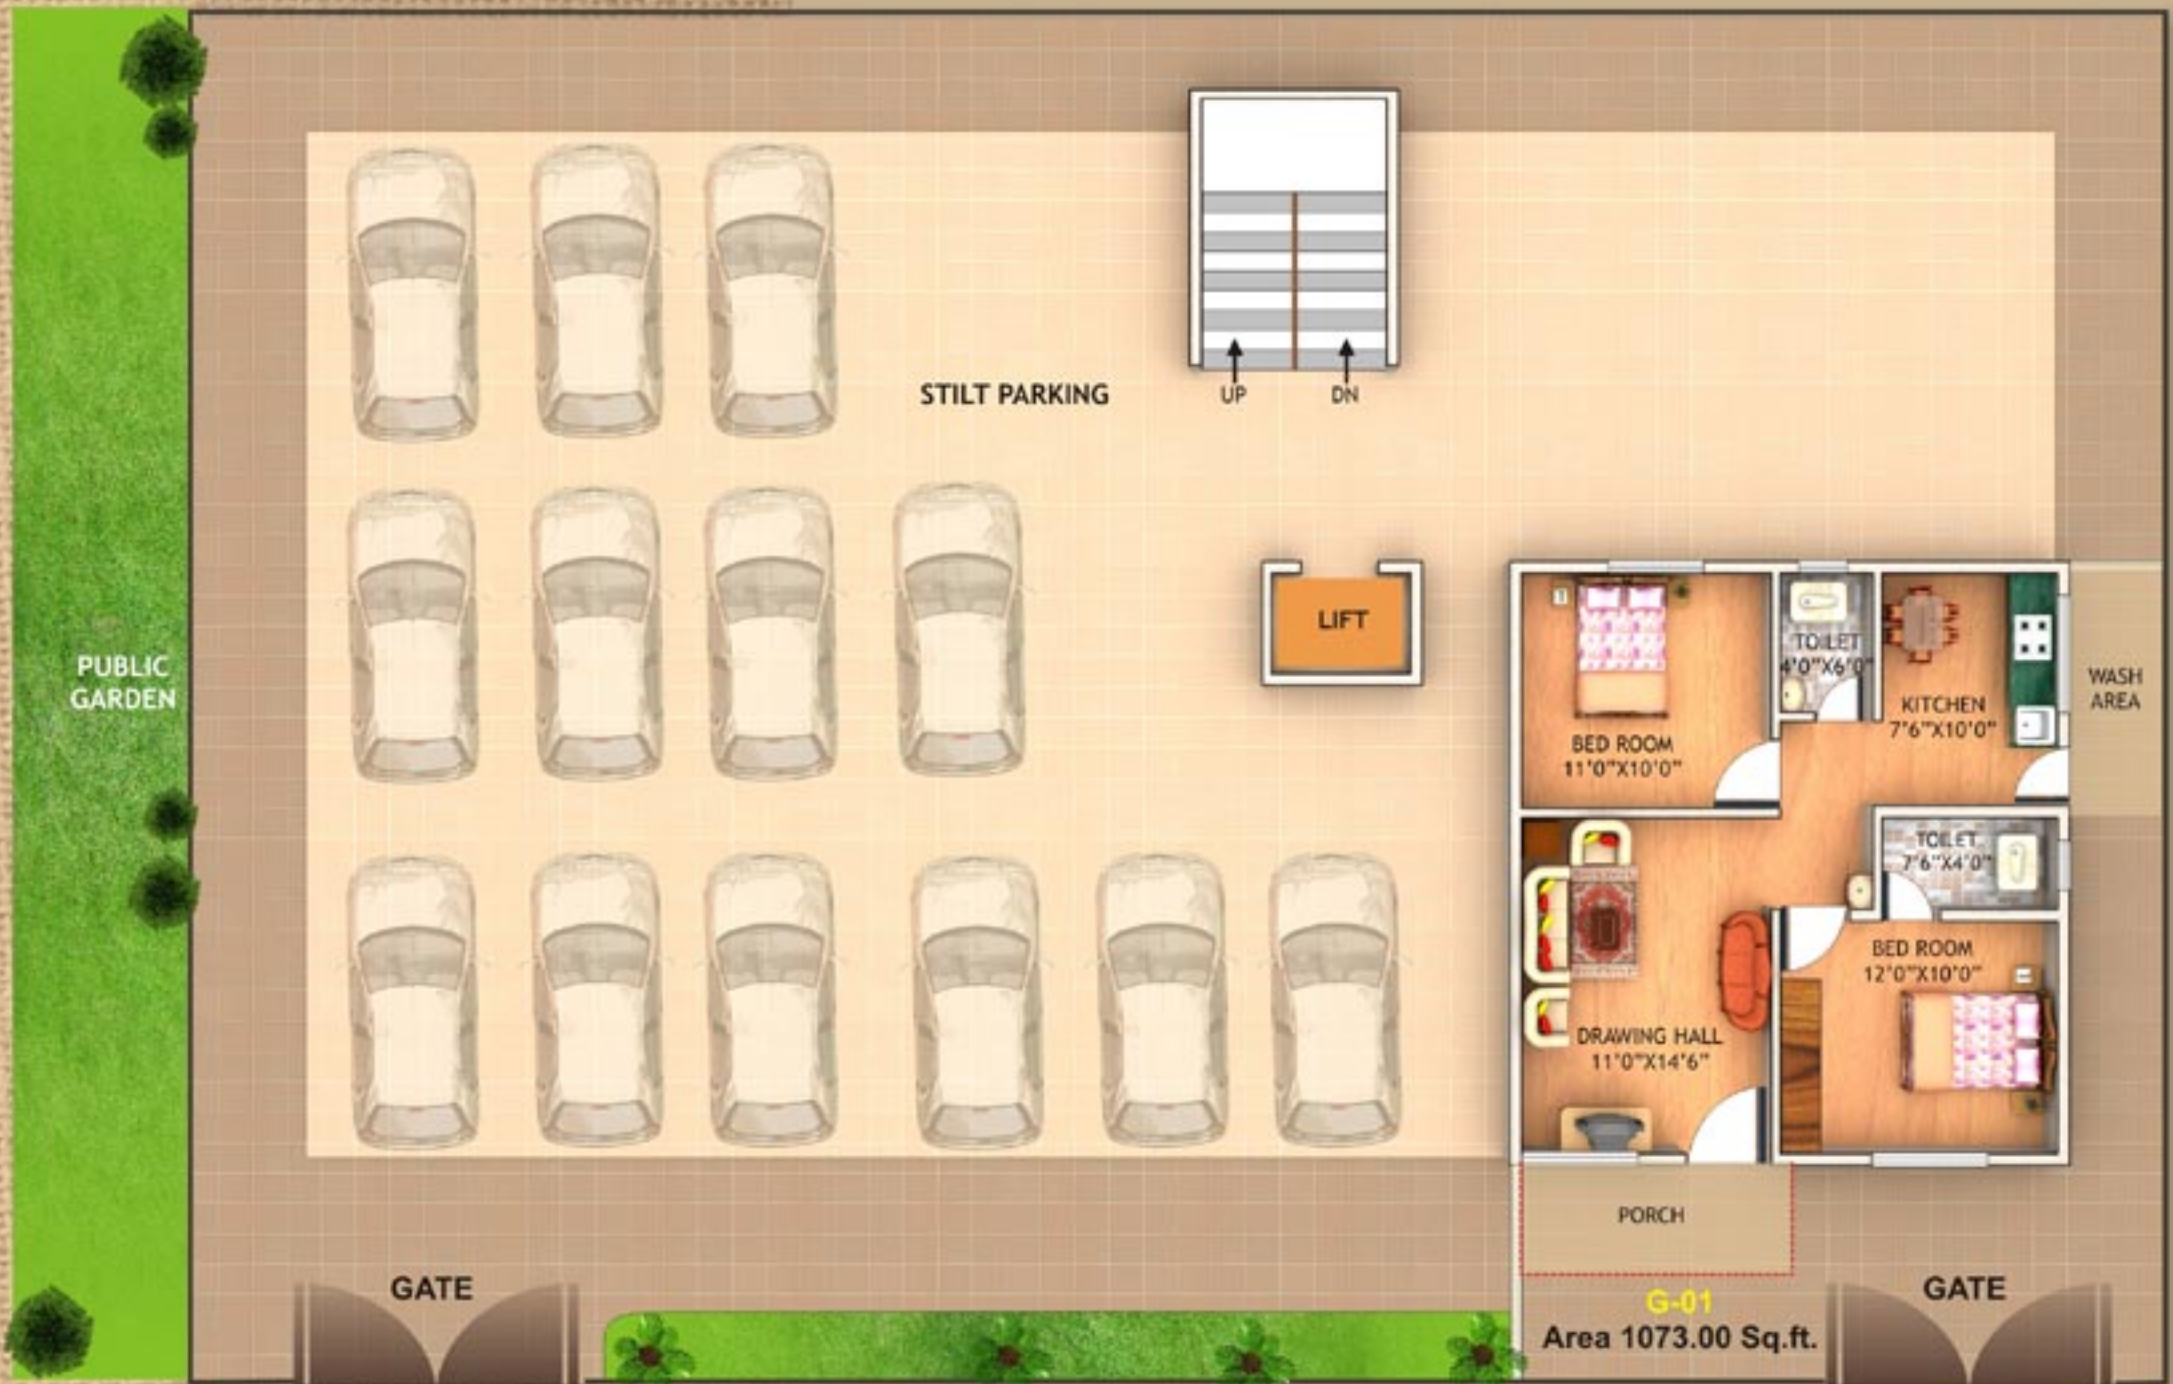 STILT PARKING
UP
DN
LIFT
PUBLIC
GARDEN
TOILET
4'0"X6'0"
KITCHEN
7'6"X10'0"
WASH
AREA
BED ROOM
11'0"X10'0"
TOILET
7'6"X4'0"
BED ROOM
12'0"X10'0"
DRAWING HALL
11'0"X14'6"
PORCH
GATE
GATE
G-01
Area 1073.00 Sq.ft.